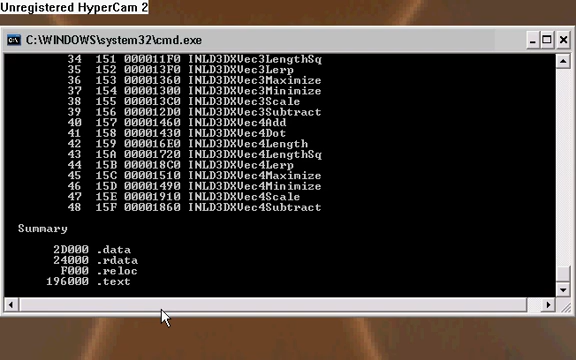 Unregistered HyperCam 2
C:\WINDOWS\system32\cmd.exe
34 151 000011F0 INLD3DXVec3LengthSq
35 152 000013F0 INLD3DXVec3Lerp
36 153 00001360 INLD3DXVec3Maximize
37 154 00001300 INLD3DXVec3Minimize
38 155 000013C0 INLD3DXVec3Scale
39 156 000012D0 INLD3DXVec3Subtract
40 157 00001460 INLD3DXVec4Add
41 158 00001430 INLD3DXVec4Dot
42 159 000016E0 INLD3DXVec4Length
43 15A 00001720 INLD3DXVec4LengthSq
44 15B 000018C0 INLD3DXVec4Lerp
45 15C 00001510 INLD3DXVec4Maximize
46 15D 00001490 INLD3DXVec4Minimize
47 15E 00001910 INLD3DXVec4Scale
48 15F 00001860 INLD3DXVec4Subtract
Summary
2D000 .data
24000 .rdata
F000 .reloc
196000 .text